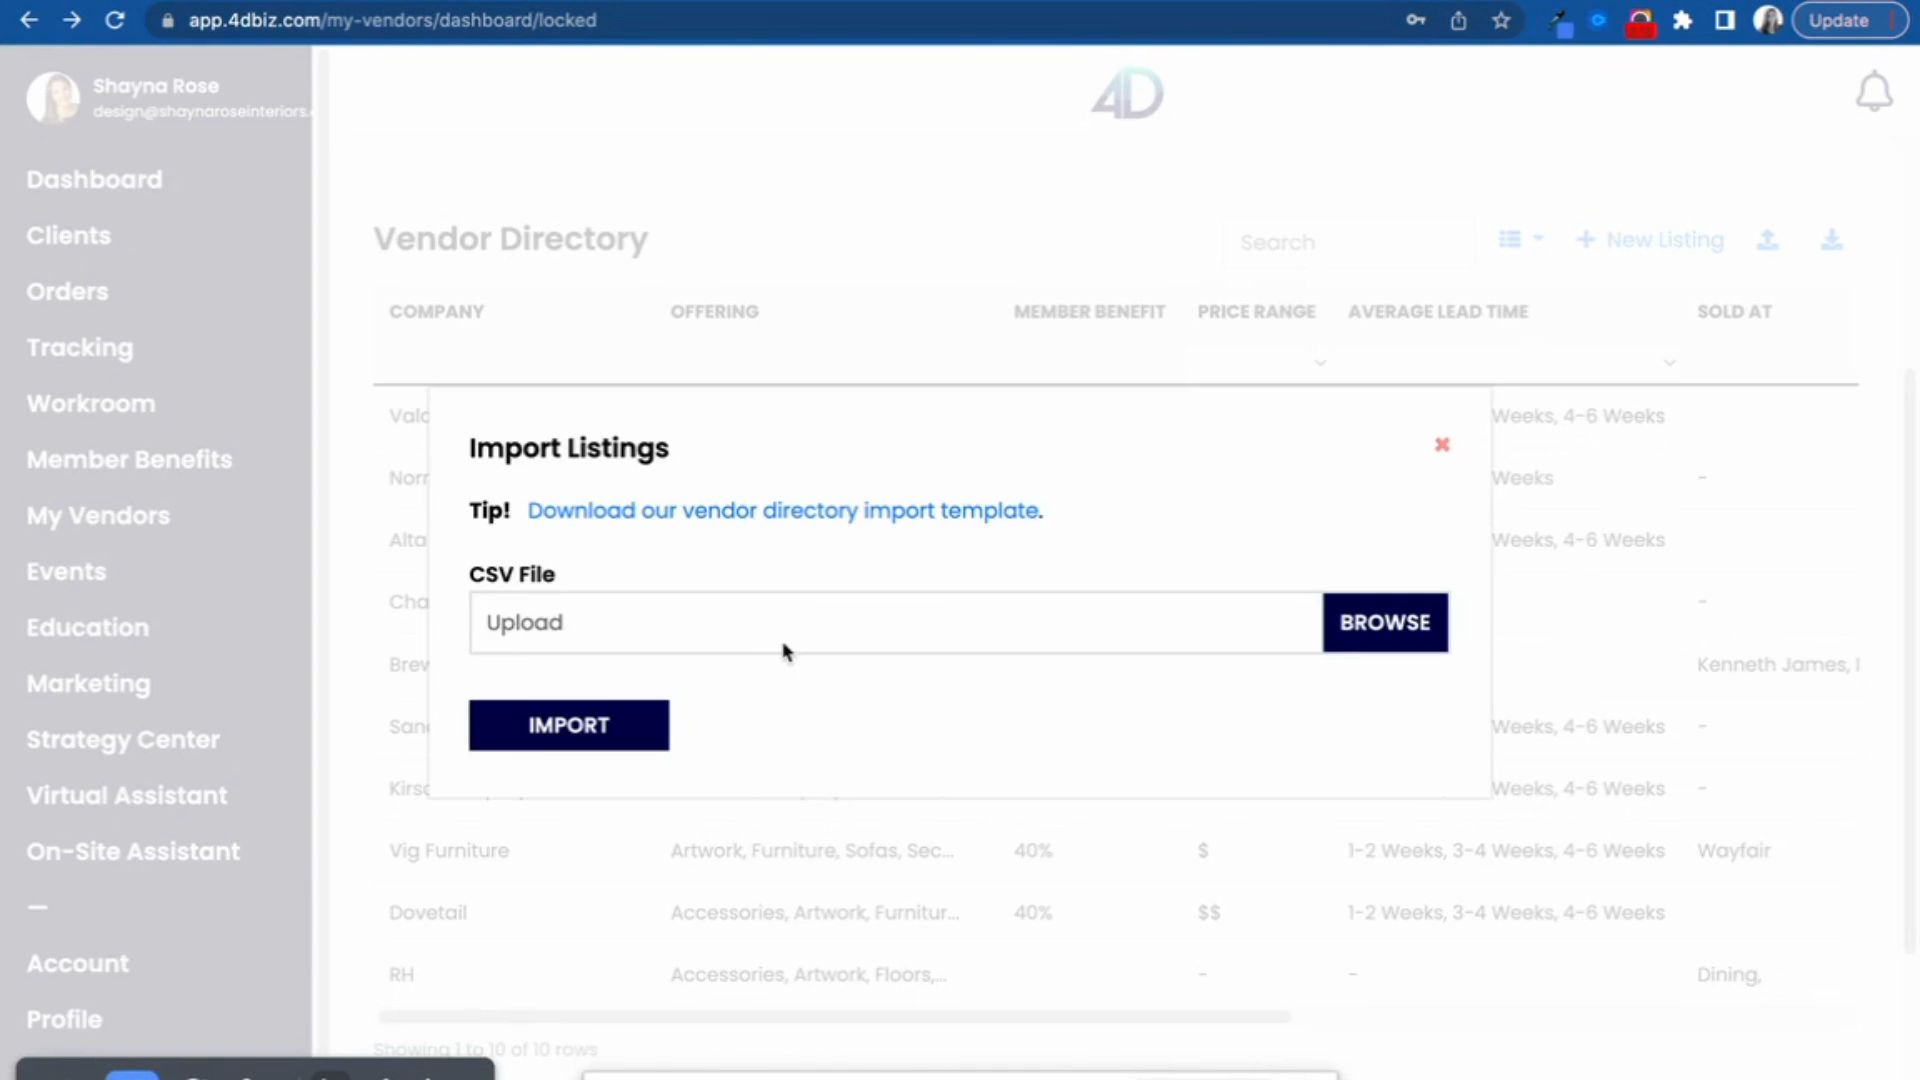 app.4dbiz.com/my-vendors/dashboard/locked
Update
Shayna Rose
design@shaynaroseinteriors.
4D
Dashboard
Clients
Orders
Tracking
Workroom
Member Benefits
My Vendors
Events
Education
Marketing
Strategy Center
Virtual Assistant
On-Site Assistant
—
Account
Profile
Vendor Directory
Search
+ New Listing
COMPANY OFFERING MEMBER BENEFIT PRICE RANGE AVERAGE LEAD TIME SOLD AT
Import Listings
Tip! Download our vendor directory import template.
CSV File
Upload
BROWSE
IMPORT
Weeks, 4-6 Weeks
Weeks -
Alta Weeks, 4-6 Weeks
-
Kenneth James,
Weeks, 4-6 Weeks -
Weeks, 4-6 Weeks -
Vig Furniture Artwork, Furniture, Sofas, Sec... 40% $ 1-2 Weeks, 3-4 Weeks, 4-6 Weeks Wayfair
Dovetail Accessories, Artwork, Furnitur... 40% $$ 1-2 Weeks, 3-4 Weeks, 4-6 Weeks
RH Accessories, Artwork, Floors,... - - Dining,
Showing 1 to 10 of 10 rows